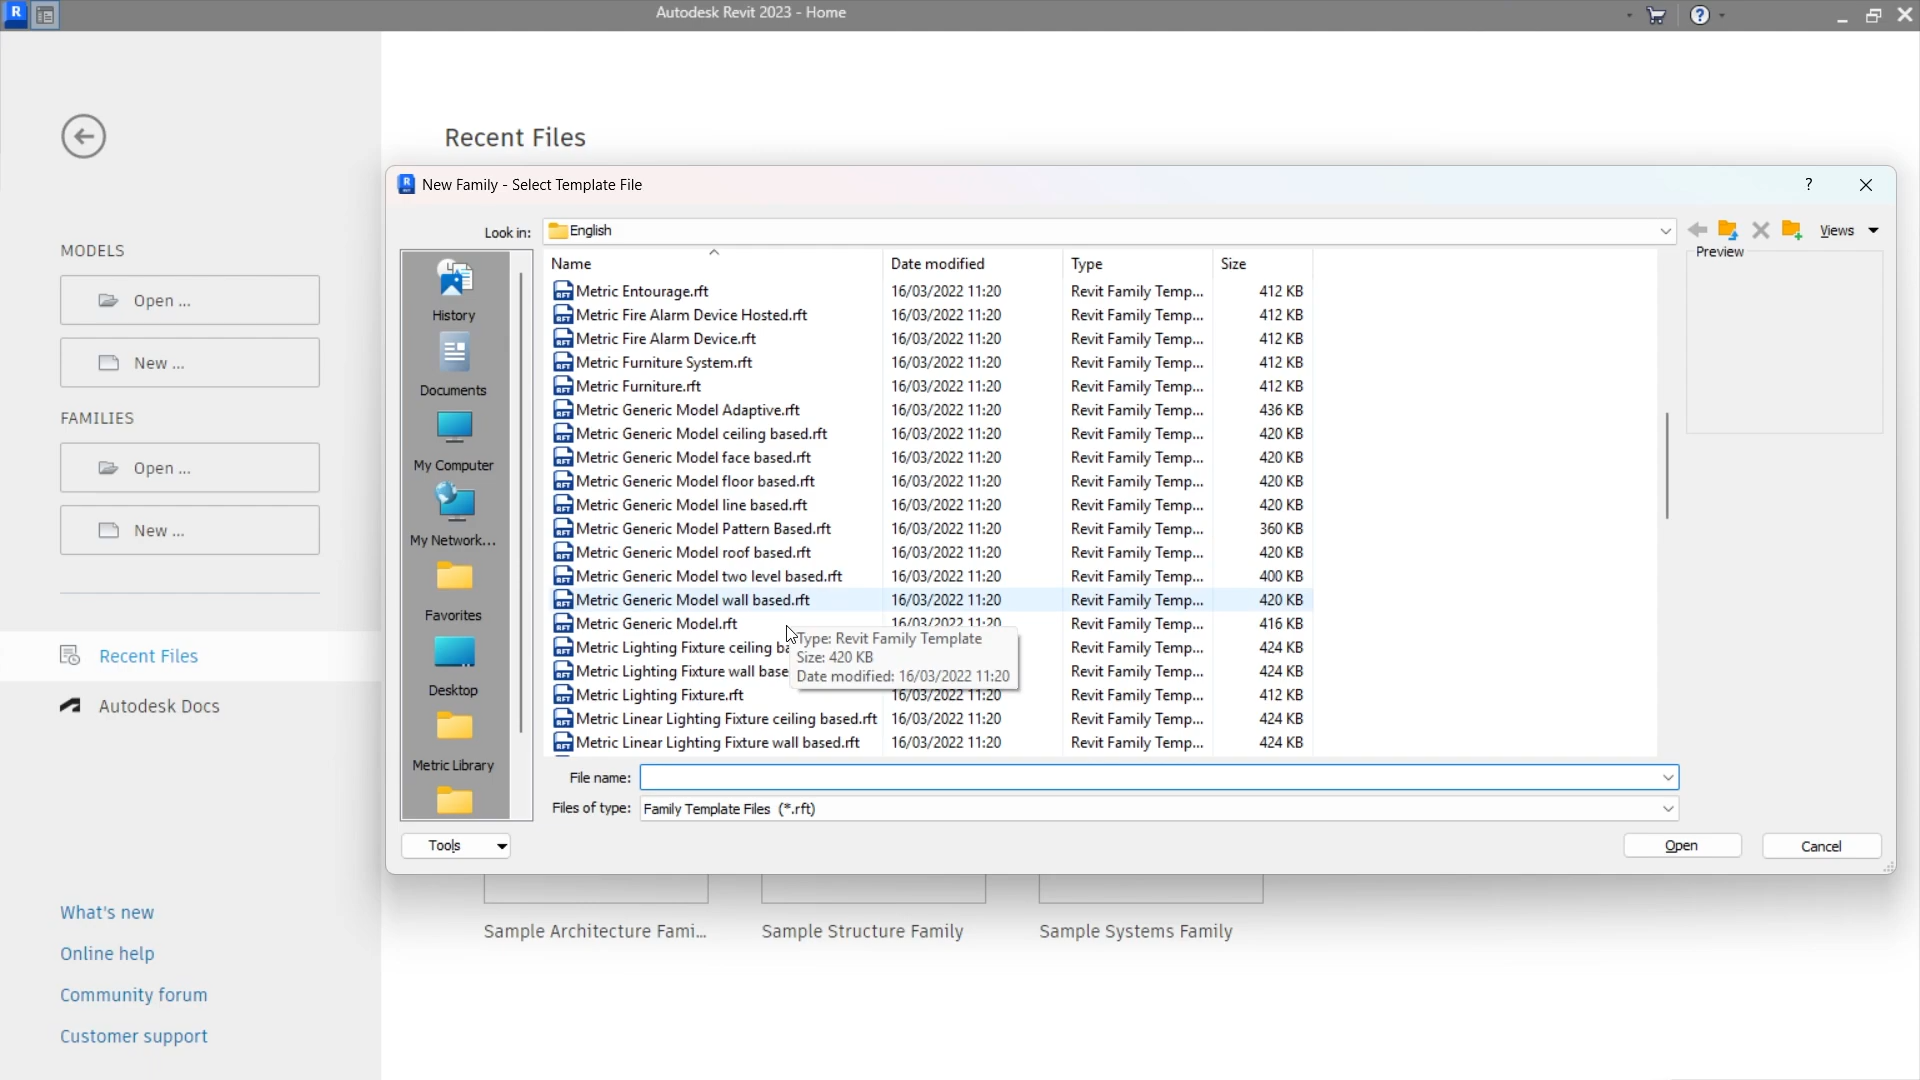 Autodesk Revit 2023 - Home
Recent Files
MODELS
Open ...
New ...
FAMILIES
Open ...
New ...
Recent Files
Autodesk Docs
What's new
Online help
Community forum
Customer support
New Family - Select Template File
Look in:
English
Views
Preview
History
Documents
My Computer
My Network...
Favorites
Desktop
Metric Library
Name Date modified Type Size
Metric Entourage.rft 16/03/2022 11:20 Revit Family Temp... 412 KB
Metric Fire Alarm Device Hosted.rft 16/03/2022 11:20 Revit Family Temp... 412 KB
Metric Fire Alarm Device.rft 16/03/2022 11:20 Revit Family Temp... 412 KB
Metric Furniture System.rft 16/03/2022 11:20 Revit Family Temp... 412 KB
Metric Furniture.rft 16/03/2022 11:20 Revit Family Temp... 412 KB
Metric Generic Model Adaptive.rft 16/03/2022 11:20 Revit Family Temp... 436 KB
Metric Generic Model ceiling based.rft 16/03/2022 11:20 Revit Family Temp... 420 KB
Metric Generic Model face based.rft 16/03/2022 11:20 Revit Family Temp... 420 KB
Metric Generic Model floor based.rft 16/03/2022 11:20 Revit Family Temp... 420 KB
Metric Generic Model line based.rft 16/03/2022 11:20 Revit Family Temp... 420 KB
Metric Generic Model Pattern Based.rft 16/03/2022 11:20 Revit Family Temp... 360 KB
Metric Generic Model roof based.rft 16/03/2022 11:20 Revit Family Temp... 420 KB
Metric Generic Model two level based.rft 16/03/2022 11:20 Revit Family Temp... 400 KB
Metric Generic Model wall based.rft 16/03/2022 11:20 Revit Family Temp... 420 KB
Metric Generic Model.rft 16/03/2022 11:20 Revit Family Temp... 416 KB
Metric Lighting Fixture ceiling ba Revit Family Temp... 424 KB
Metric Lighting Fixture wall base Revit Family Temp... 424 KB
Metric Lighting Fixture.rft 16/03/2022 11:20 Revit Family Temp... 412 KB
Metric Linear Lighting Fixture ceiling based.rft 16/03/2022 11:20 Revit Family Temp... 424 KB
Metric Linear Lighting Fixture wall based.rft 16/03/2022 11:20 Revit Family Temp... 424 KB
Type: Revit Family Template
Size: 420 KB
Date modified: 16/03/2022 11:20
File name:
Files of type: Family Template Files (*.rft)
Tools
Open
Cancel
Sample Architecture Fami...
Sample Structure Family
Sample Systems Family